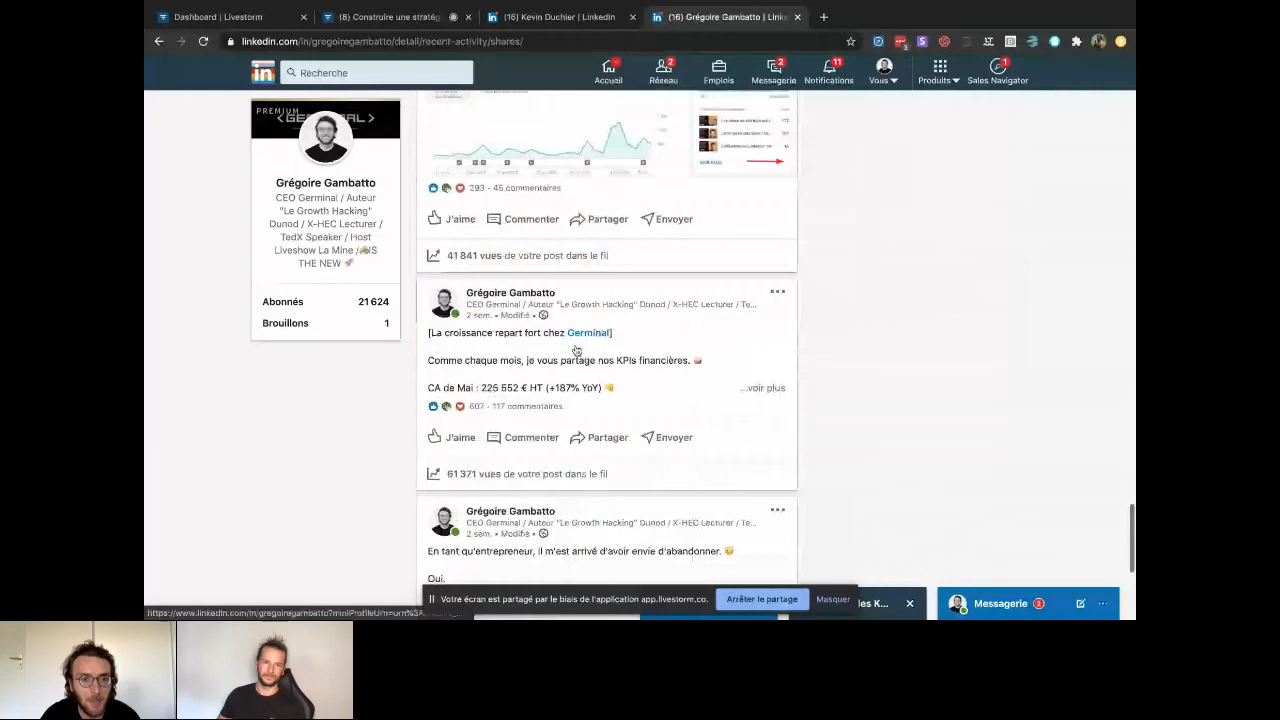 Dashboard | Livestorm
(8) Construire une straté
(16) Kevin Duchier | LinkedIn
(16) Grégoire Gambatto | Link
linkedin.com/in/gregoiregambatto/detail/recent-activity/shares/
Recherche
Accueil
2
Réseau
Emplois
2
Messagerie
11
Notifications
Vous
Produits
1
Sales Navigator
PREMIUM
GERMINAL
Grégoire Gambatto
CEO Germinal / Auteur
"Le Growth Hacking"
Dunod / X-HEC Lecturer /
TedX Speaker / Host
Liveshow La Mine / IS
THE NEW 🚀
Abonnés 21 624
Brouillons 1
293 · 45 commentaires
J'aime Commenter Partager Envoyer
41 841 vues de votre post dans le fil
Grégoire Gambatto
CEO Germinal / Auteur "Le Growth Hacking" Dunod / X-HEC Lecturer / Te...
2 sem. • Modifié •
[La croissance repart fort chez Germinal]
Comme chaque mois, je vous partage nos KPIs financières.
CA de Mai : 225 552 € HT (+187% YoY) ...voir plus
607 · 117 commentaires
J'aime Commenter Partager Envoyer
61 371 vues de votre post dans le fil
Grégoire Gambatto
CEO Germinal / Auteur "Le Growth Hacking" Dunod / X-HEC Lecturer / Te...
2 sem. • Modifié •
En tant qu'entrepreneur, il m'est arrivé d'avoir envie d'abandonner.
Oui.
Votre écran est partagé par le biais de l'application app.livestorm.co.
Arrêter le partage
Masquer
les K...
Messagerie 2